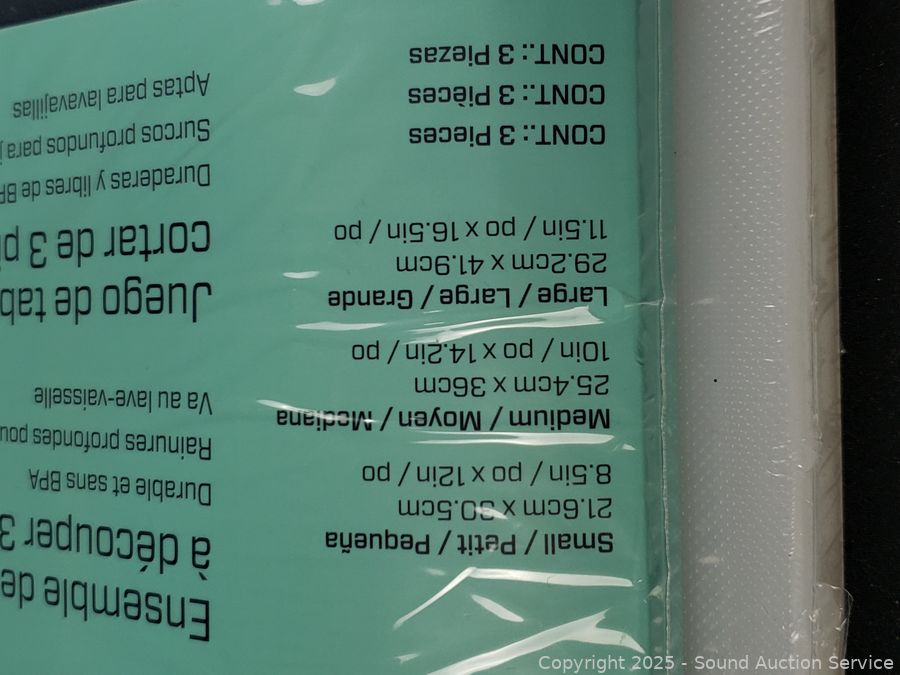 Small / Petit / Pequeña
21.6cm x 30.5cm
8.5in / po x 12in / po
Medium / Moyen / Mediana
25.4cm x 36cm
10in / po x 14.2in / po
Large / Large / Grande
29.2cm x 41.9cm
11.5in / po x 16.5in / po
CONT.: 3 Pieces
CONT.: 3 Pièces
CONT.: 3 Piezas
Ensemble de
à découper 3
Durable et sans BPA
Rainures profondes
Va au lave-vaisselle
Juego de
cortar de 3
Duraderas y libres de
Surcos profundos para
Aptas para lavavajillas
Copyright 2025 - Sound Auction Service